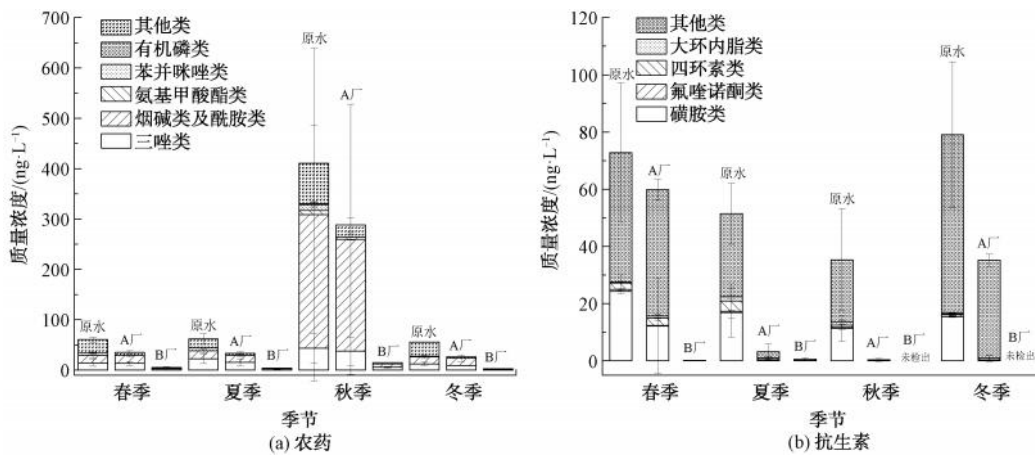 700
600
500
400
300
200
100
0
质量浓度/(ng·L⁻¹)
其他类
有机磷类
苯并咪唑类
氨基甲酸酯类
烟碱类及酰胺类
三唑类
原水
A厂
B厂
原水
A厂
B厂
原水
A厂
B厂
原水
A厂
B厂
春季
夏季
秋季
冬季
季节
(a) 农药
120
100
80
60
40
20
0
质量浓度/(ng·L⁻¹)
其他类
大环内脂类
四环素类
氟喹诺酮类
磺胺类
原水
A厂
B厂
原水
A厂
B厂
原水
A厂
B厂
未检出
原水
A厂
B厂
未检出
春季
夏季
秋季
冬季
季节
(b) 抗生素